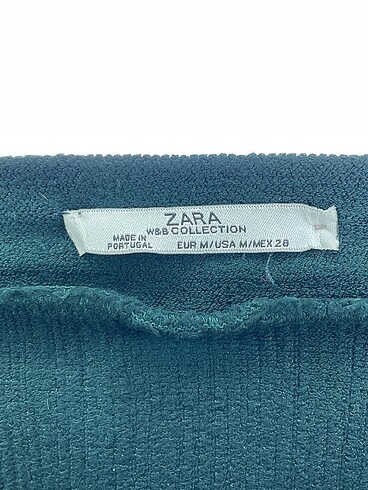 ZARA
W&B COLLECTION
MADE IN
PORTUGAL
EUR M/USA M/MEX 28